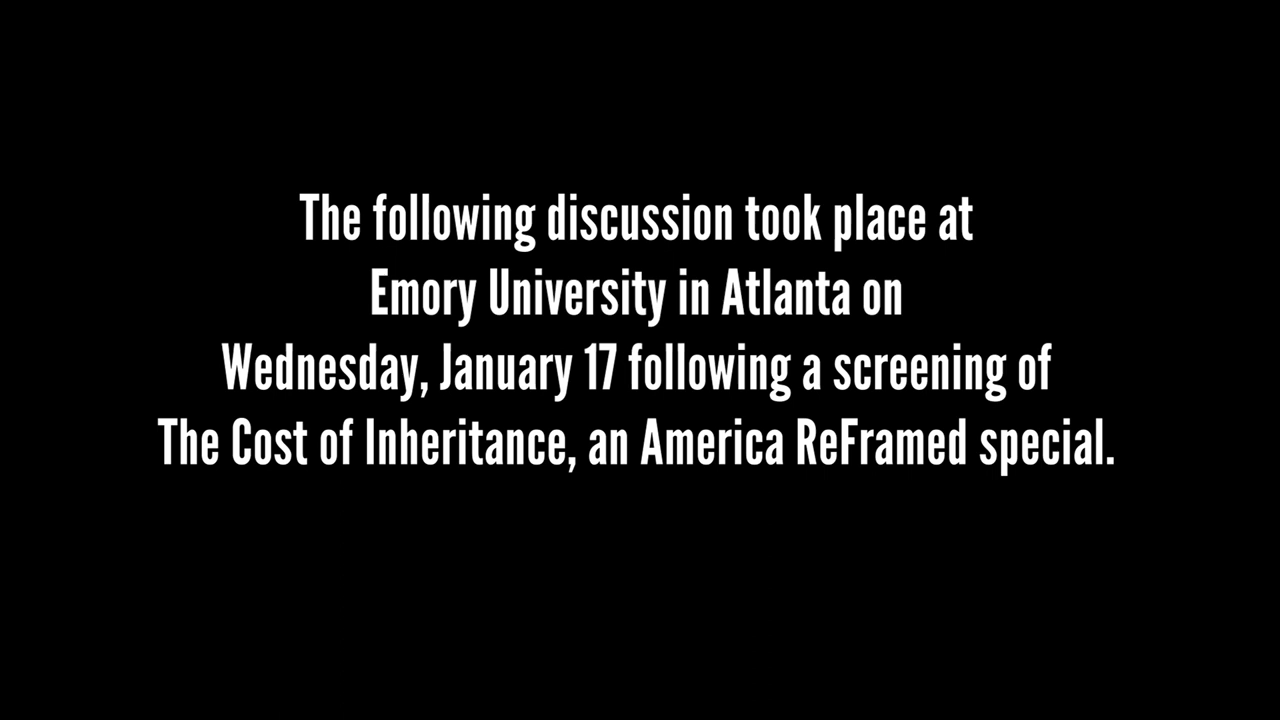 The following discussion took place at
Emory University in Atlanta on
Wednesday, January 17 following a screening of
The Cost of Inheritance, an America ReFramed special.